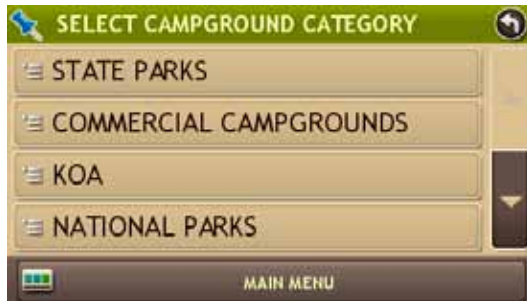 SELECT CAMPGROUND CATEGORY
STATE PARKS
COMMERCIAL CAMPGROUNDS
KOA
NATIONAL PARKS
MAIN MENU